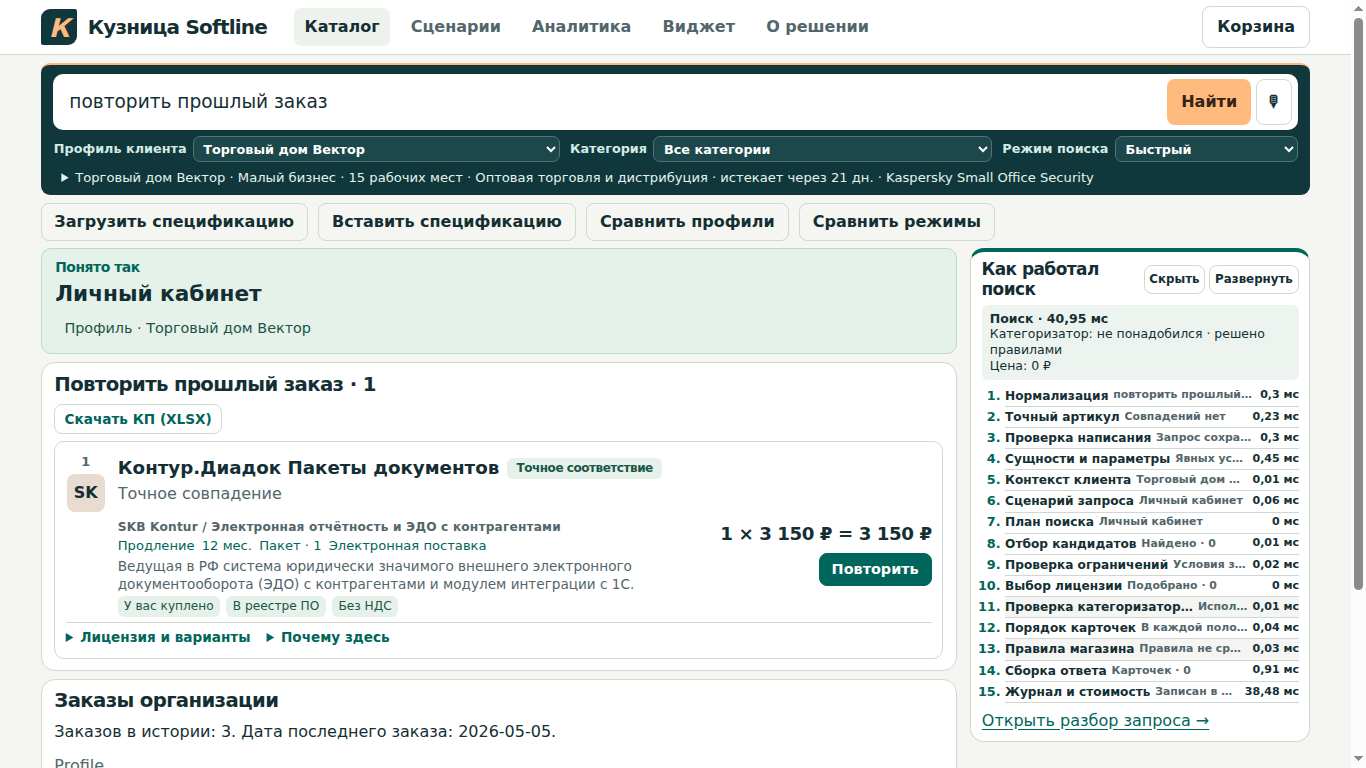 К Кузница Softline Каталог Сценарии Аналитика Виджет О решении Корзина
повторить прошлый заказ Найти
Профиль клиента Торговый дом Вектор Категория Все категории Режим поиска Быстрый
Торговый дом Вектор · Малый бизнес · 15 рабочих мест · Оптовая торговля и дистрибуция · истекает через 21 дн. · Kaspersky Small Office Security
Загрузить спецификацию Вставить спецификацию Сравнить профили Сравнить режимы
Понято так
Личный кабинет
Профиль · Торговый дом Вектор
Повторить прошлый заказ · 1
Скачать КП (XLSX)
1
SK
Контур.Диадок Пакеты документов Точное соответствие
Точное совпадение
SKB Kontur / Электронная отчётность и ЭДО с контрагентами
Продление 12 мес. Пакет · 1 Электронная поставка
Ведущая в РФ система юридически значимого внешнего электронного
документооборота (ЭДО) с контрагентами и модулем интеграции с 1С.
У вас куплено В реестре ПО Без НДС
1 × 3 150 ₽ = 3 150 ₽
Повторить
Лицензия и варианты Почему здесь
Заказы организации
Заказов в истории: 3. Дата последнего заказа: 2026-05-05.
Profile
Как работал
поиск
Скрыть Развернуть
Поиск · 40,95 мс
Категоризатор: не понадобился · решено
правилами
Цена: 0 ₽
1. Нормализация повторить прошлый… 0,3 мс
2. Точный артикул Совпадений нет 0,23 мс
3. Проверка написания Запрос сохра… 0,3 мс
4. Сущности и параметры Явных ус… 0,45 мс
5. Контекст клиента Торговый дом … 0,01 мс
6. Сценарий запроса Личный кабинет 0,06 мс
7. План поиска Личный кабинет 0 мс
8. Отбор кандидатов Найдено · 0 0,01 мс
9. Проверка ограничений Условия з… 0,02 мс
10. Выбор лицензии Подобрано · 0 0 мс
11. Проверка категоризатор… Испол… 0,01 мс
12. Порядок карточек В каждой поло… 0,04 мс
13. Правила магазина Правила не ср… 0,03 мс
14. Сборка ответа Карточек · 0 0,91 мс
15. Журнал и стоимость Записан в … 38,48 мс
Открыть разбор запроса →